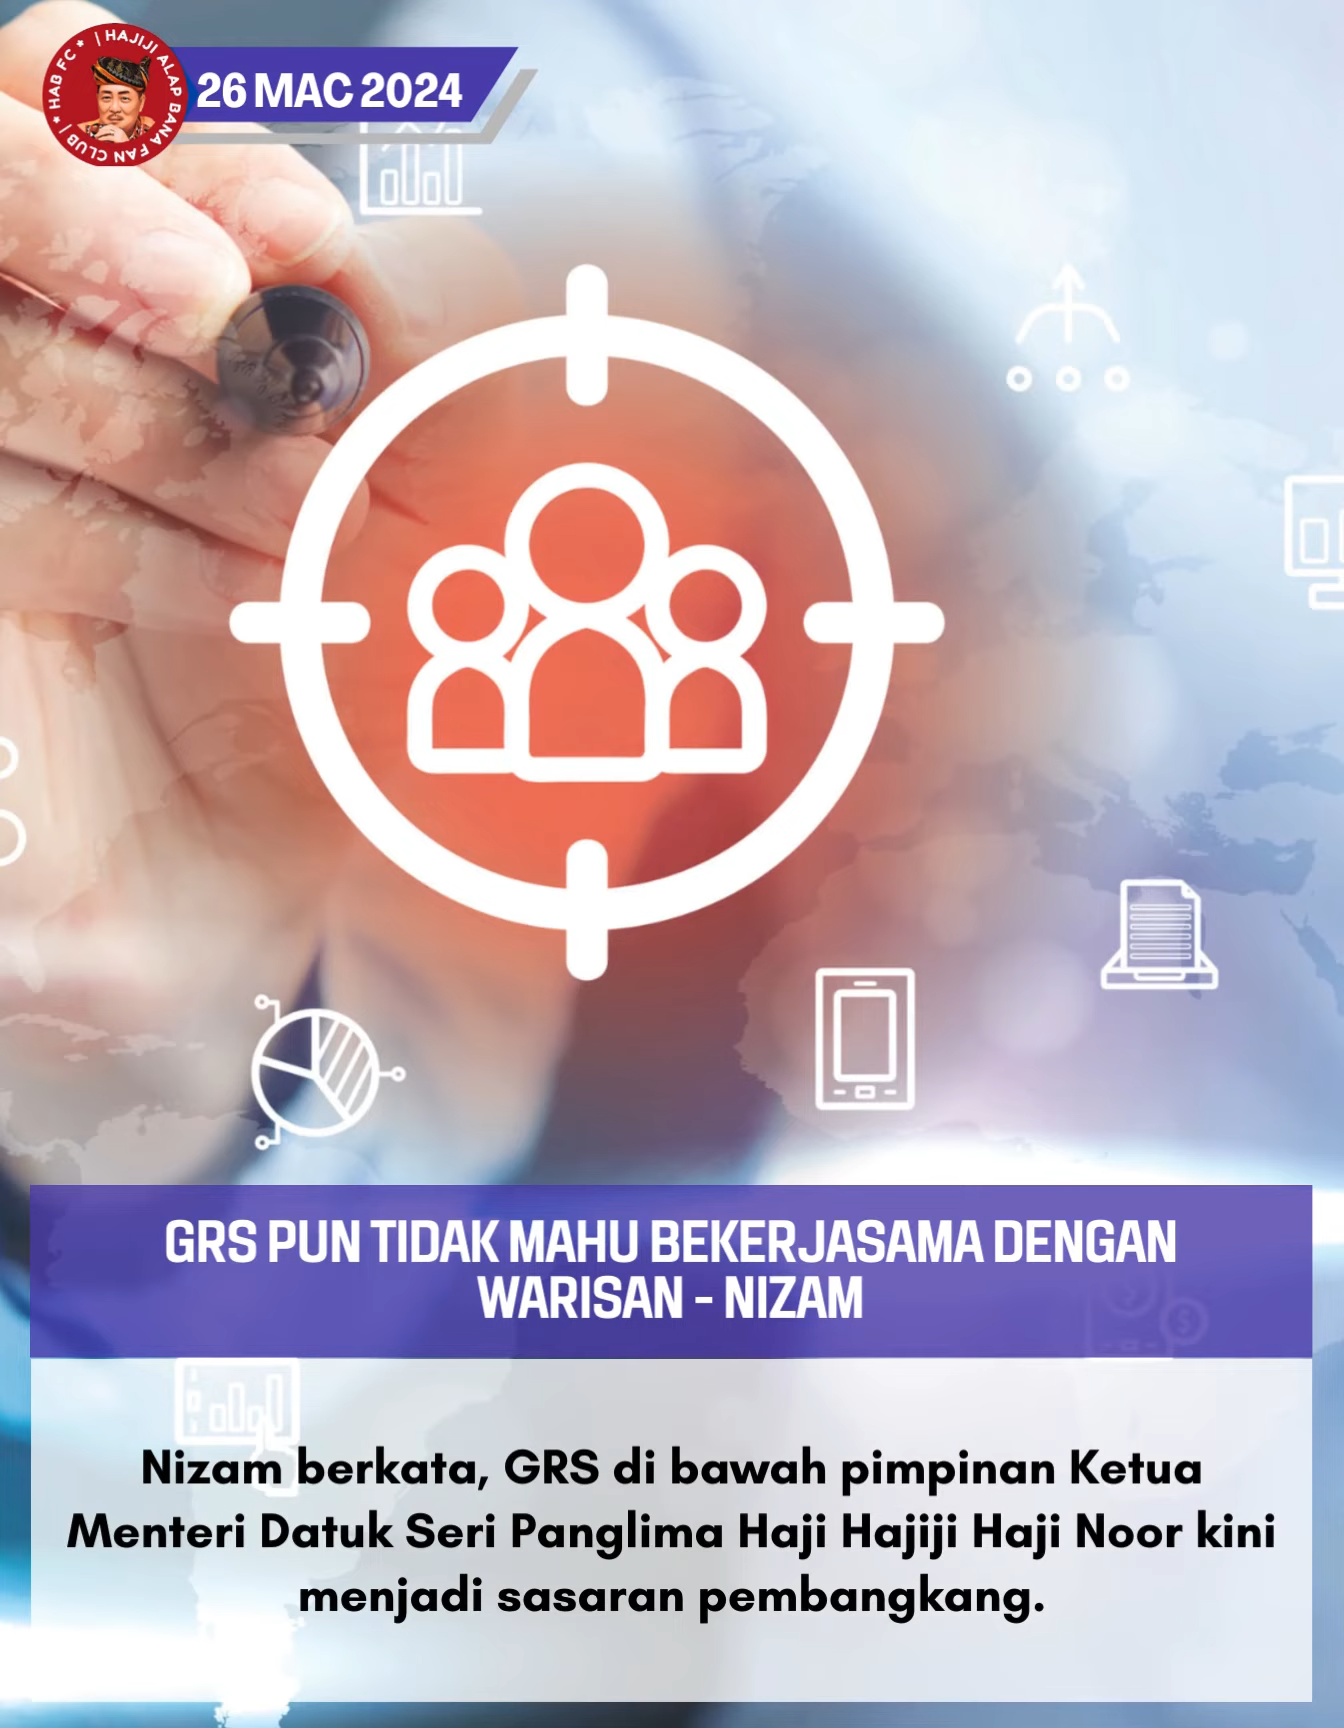 | HAJIJI ALAP BANA FAN CLUB | ★ HAB FC ★
26 MAC 2024
GRS PUN TIDAK MAHU BEKERJASAMA DENGAN
WARISAN - NIZAM
Nizam berkata, GRS di bawah pimpinan Ketua
Menteri Datuk Seri Panglima Haji Hajiji Haji Noor kini
menjadi sasaran pembangkang.